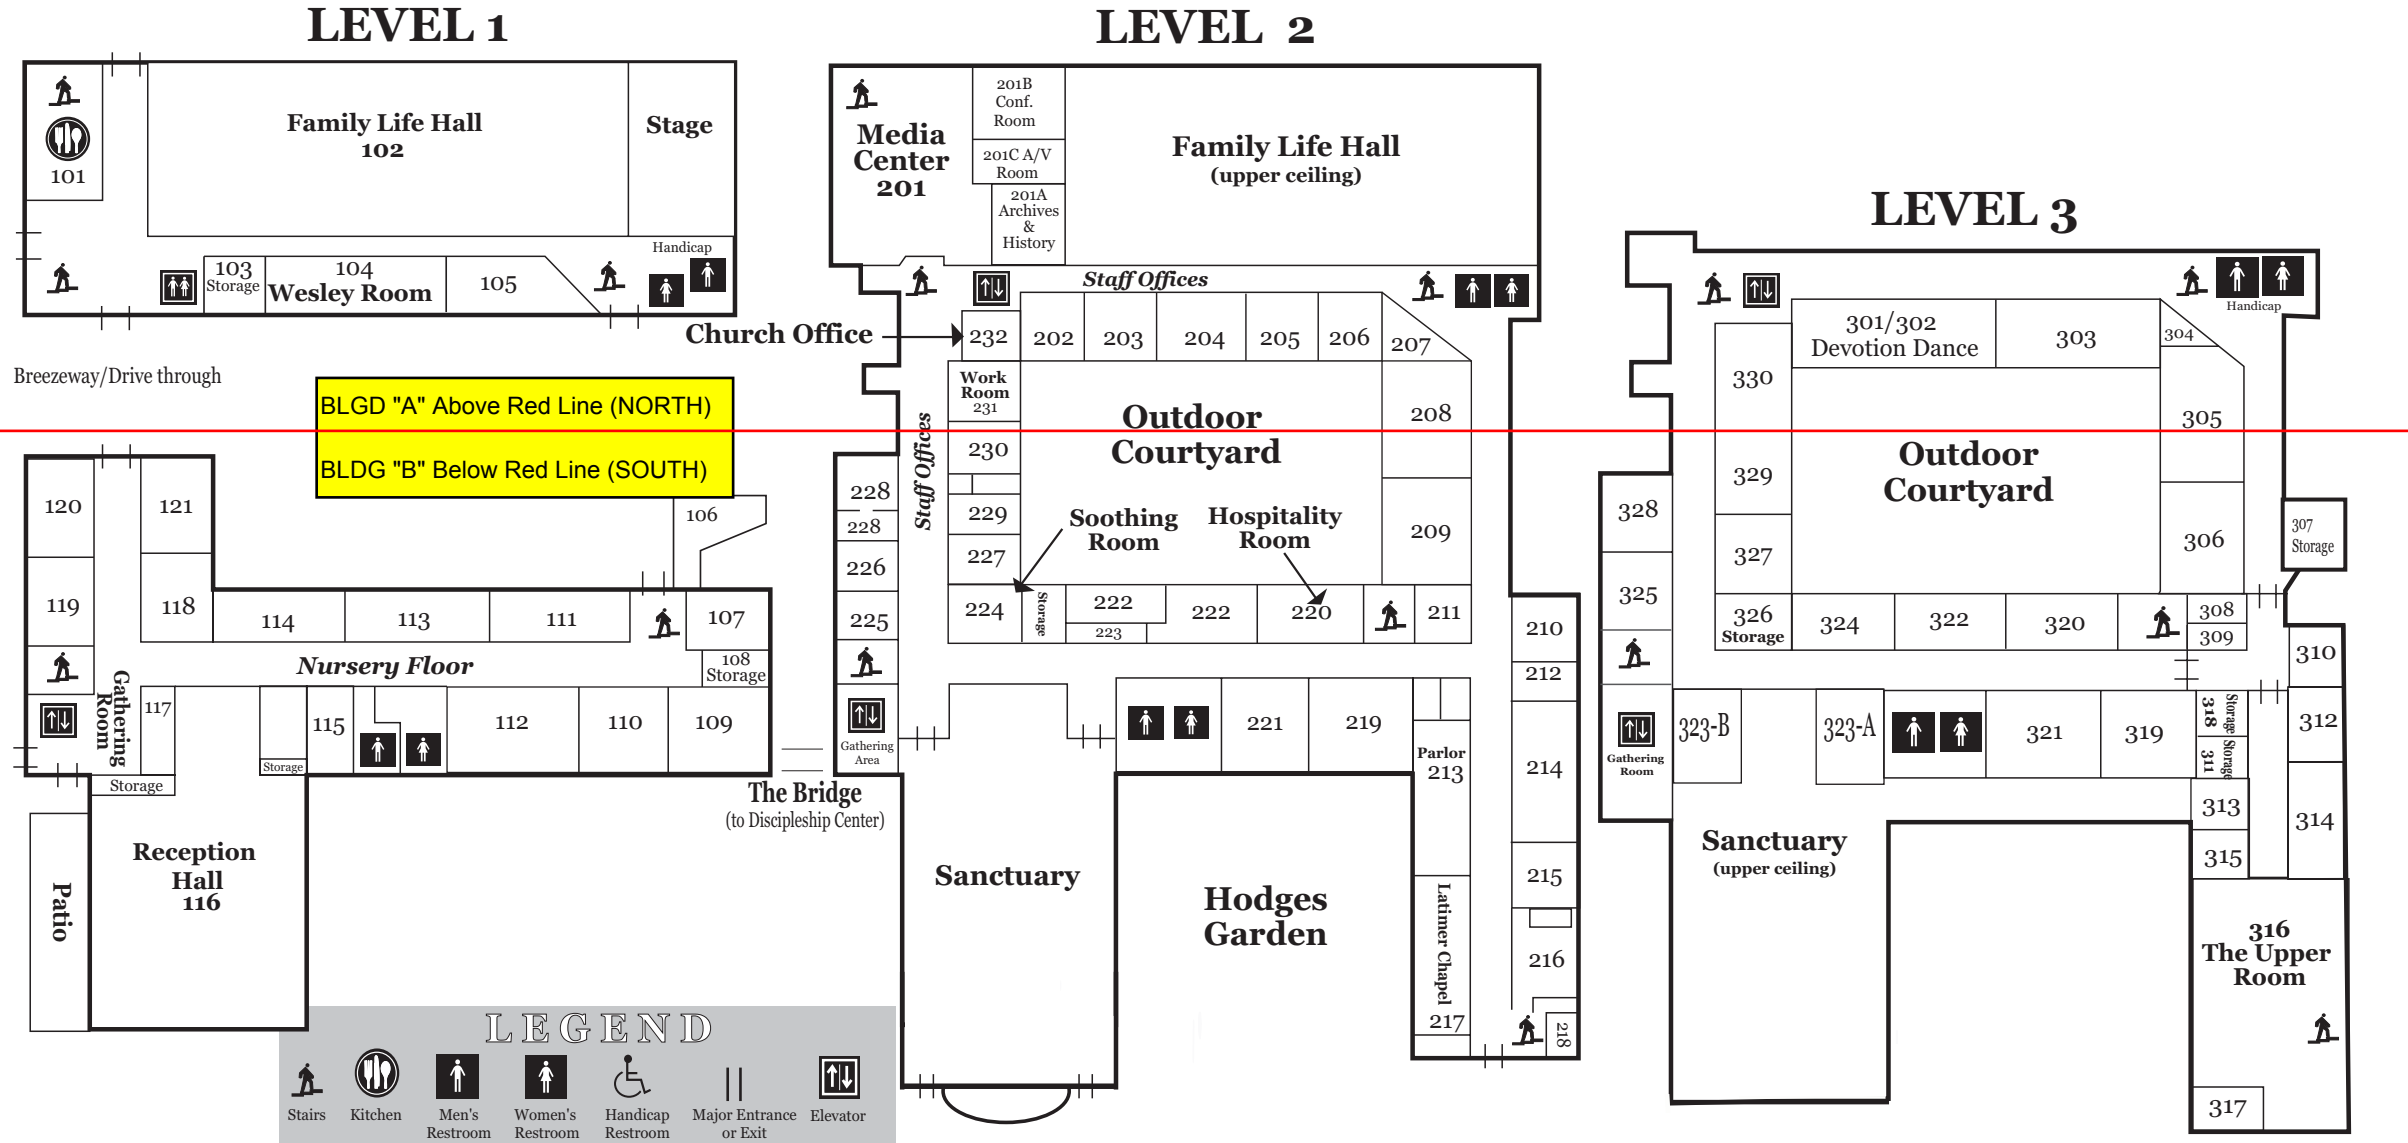 LEVEL 1
101
Family Life Hall
102
Stage
Handicap
103
Storage
104
Wesley Room
105
Breezeway/Drive through
BLGD "A" Above Red Line (NORTH)
BLDG "B" Below Red Line (SOUTH)
120
121
106
119
118
114
113
111
107
108
Storage
Nursery Floor
Gathering
Room
117
115
112
110
109
Storage
Storage
Reception
Hall
116
Patio
The Bridge
(to Discipleship Center)
LEVEL 2
Media
Center
201
201B
Conf.
Room
201C A/V
Room
201A
Archives
&
History
Family Life Hall
(upper ceiling)
Staff Offices
Church Office
232
202
203
204
205
206
207
Work
Room
231
Outdoor
Courtyard
208
Staff Offices
230
228
228
229
Soothing
Room
Hospitality
Room
209
226
227
225
224
Storage
222
223
222
220
211
210
212
Gathering
Area
221
219
Parlor
213
214
Sanctuary
Hodges
Garden
Latimer Chapel
217
215
216
218
LEVEL 3
Handicap
301/302
Devotion Dance
303
304
330
305
Outdoor
Courtyard
329
328
327
306
307
Storage
325
326
Storage
324
322
320
308
309
310
Gathering
Room
323-B
323-A
321
319
Storage
318
Storage
311
312
313
314
315
Sanctuary
(upper ceiling)
316
The Upper
Room
317
LEGEND
Stairs
Kitchen
Men's
Restroom
Women's
Restroom
Handicap
Restroom
Major Entrance
or Exit
Elevator